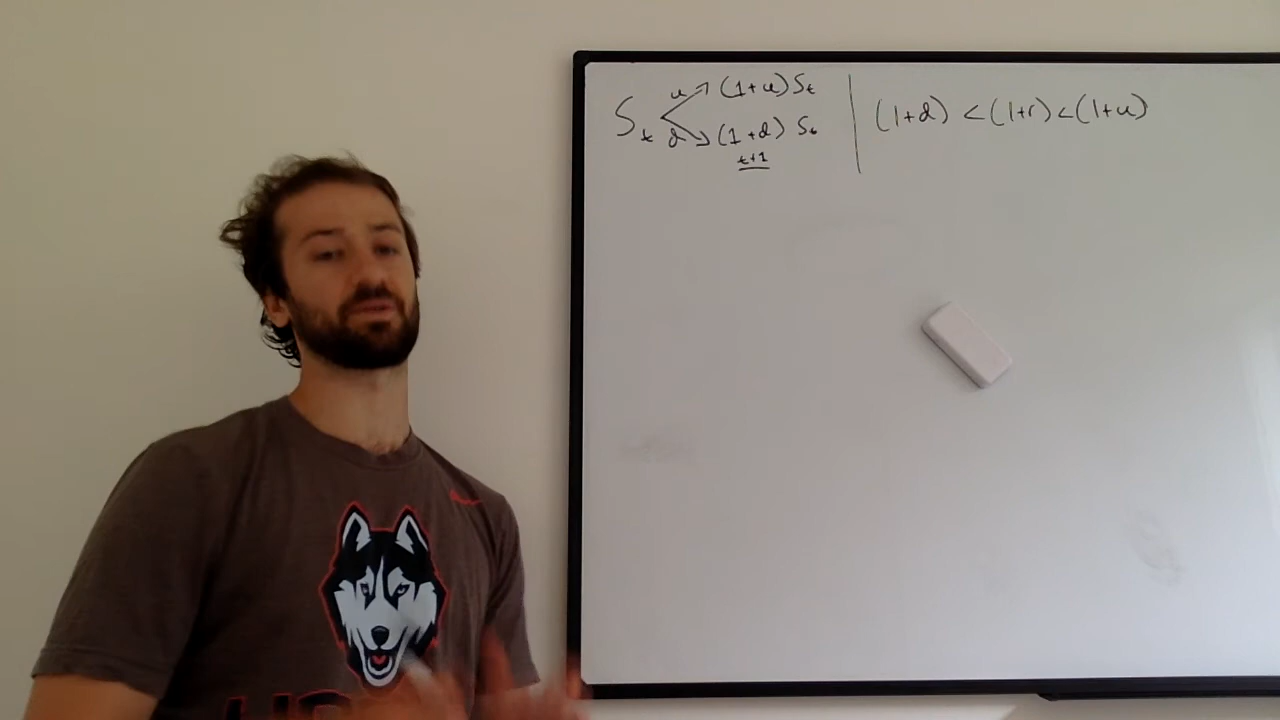 u (1+u)S_t
S_t
d (1+d) S_t
t+1
(1+d) <(1+r)<(1+u)